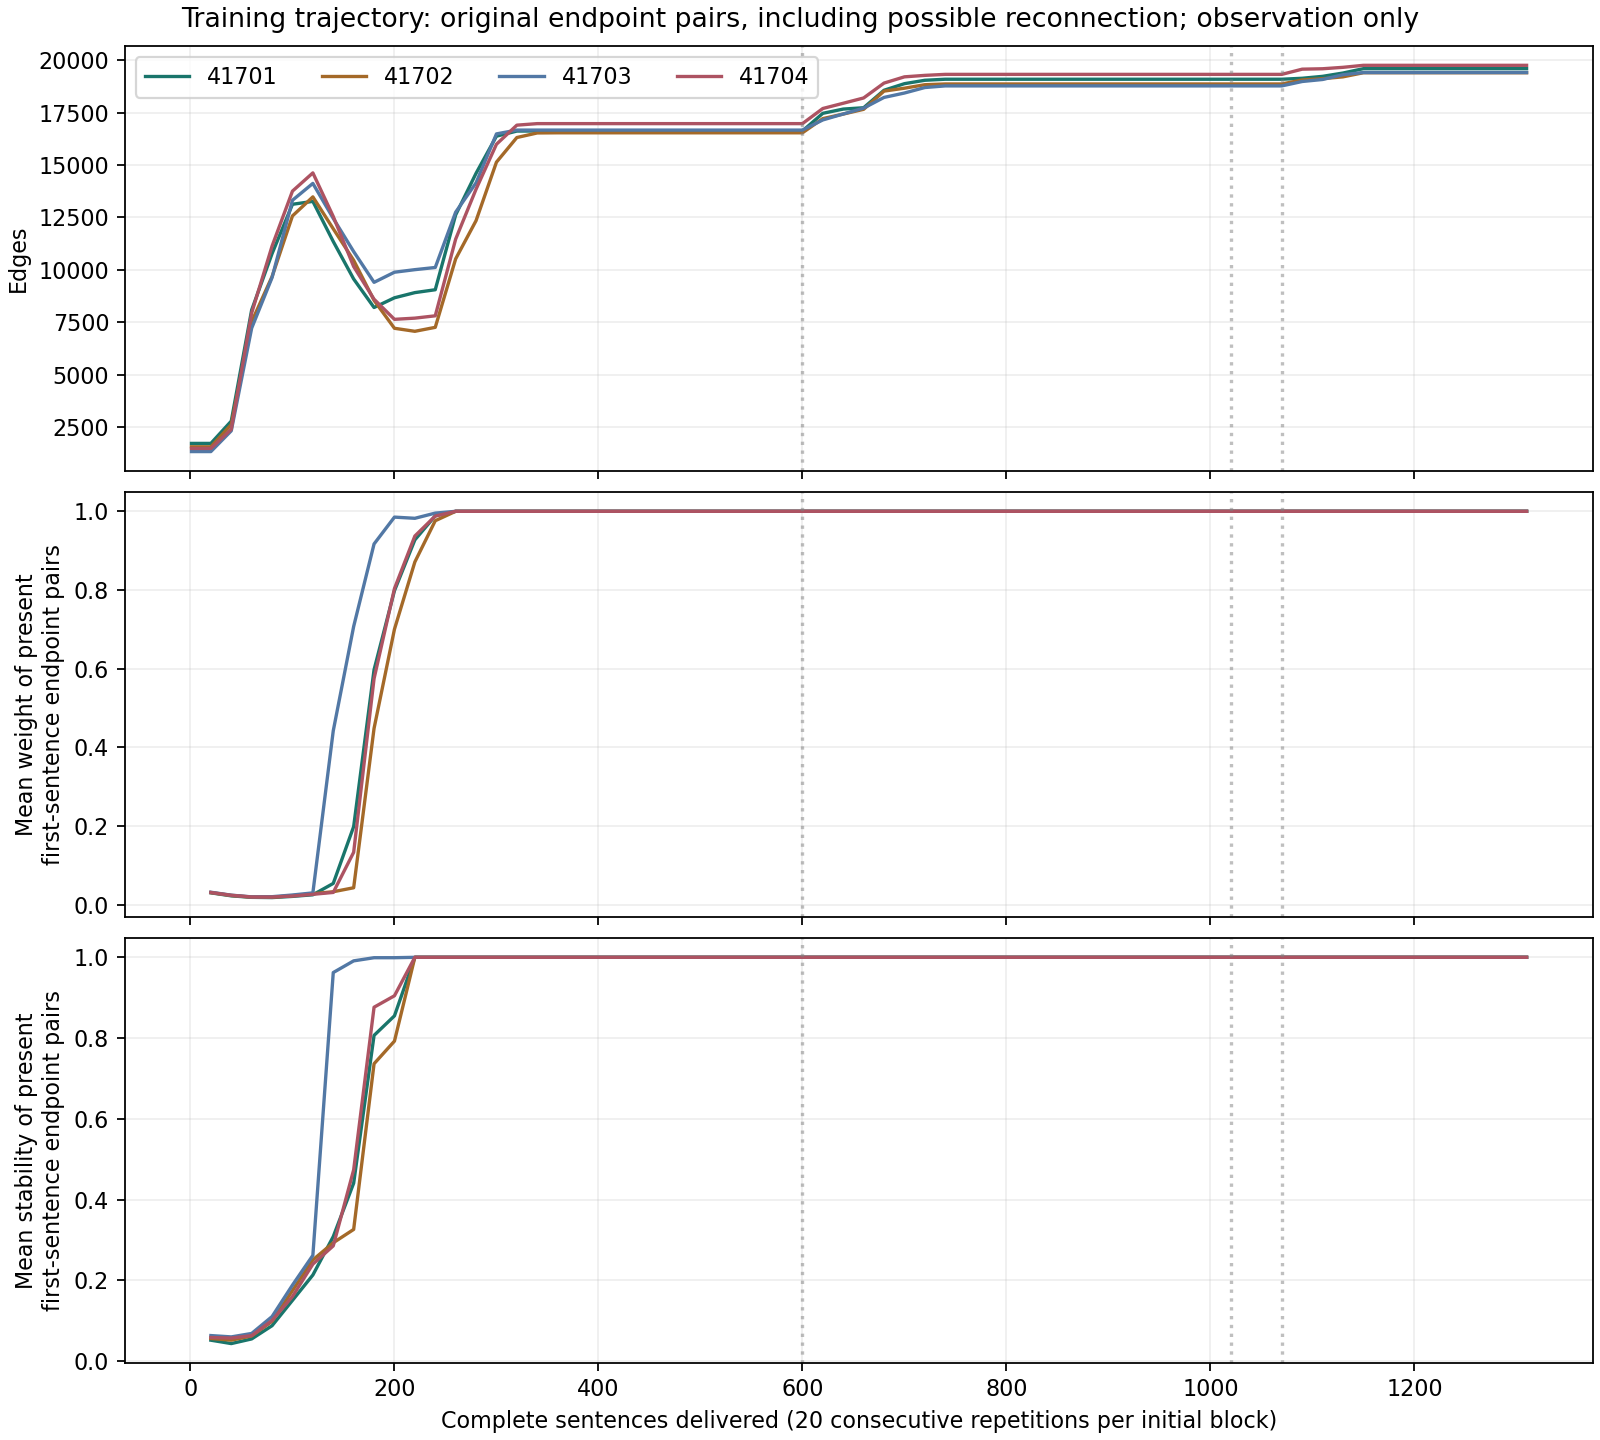 Training trajectory: original endpoint pairs, including possible reconnection; observation only
41701 41702 41703 41704
Edges
20000
17500
15000
12500
10000
7500
5000
2500
Mean weight of present
first-sentence endpoint pairs
1.0
0.8
0.6
0.4
0.2
0.0
Mean stability of present
first-sentence endpoint pairs
1.0
0.8
0.6
0.4
0.2
0.0
0 200 400 600 800 1000 1200
Complete sentences delivered (20 consecutive repetitions per initial block)